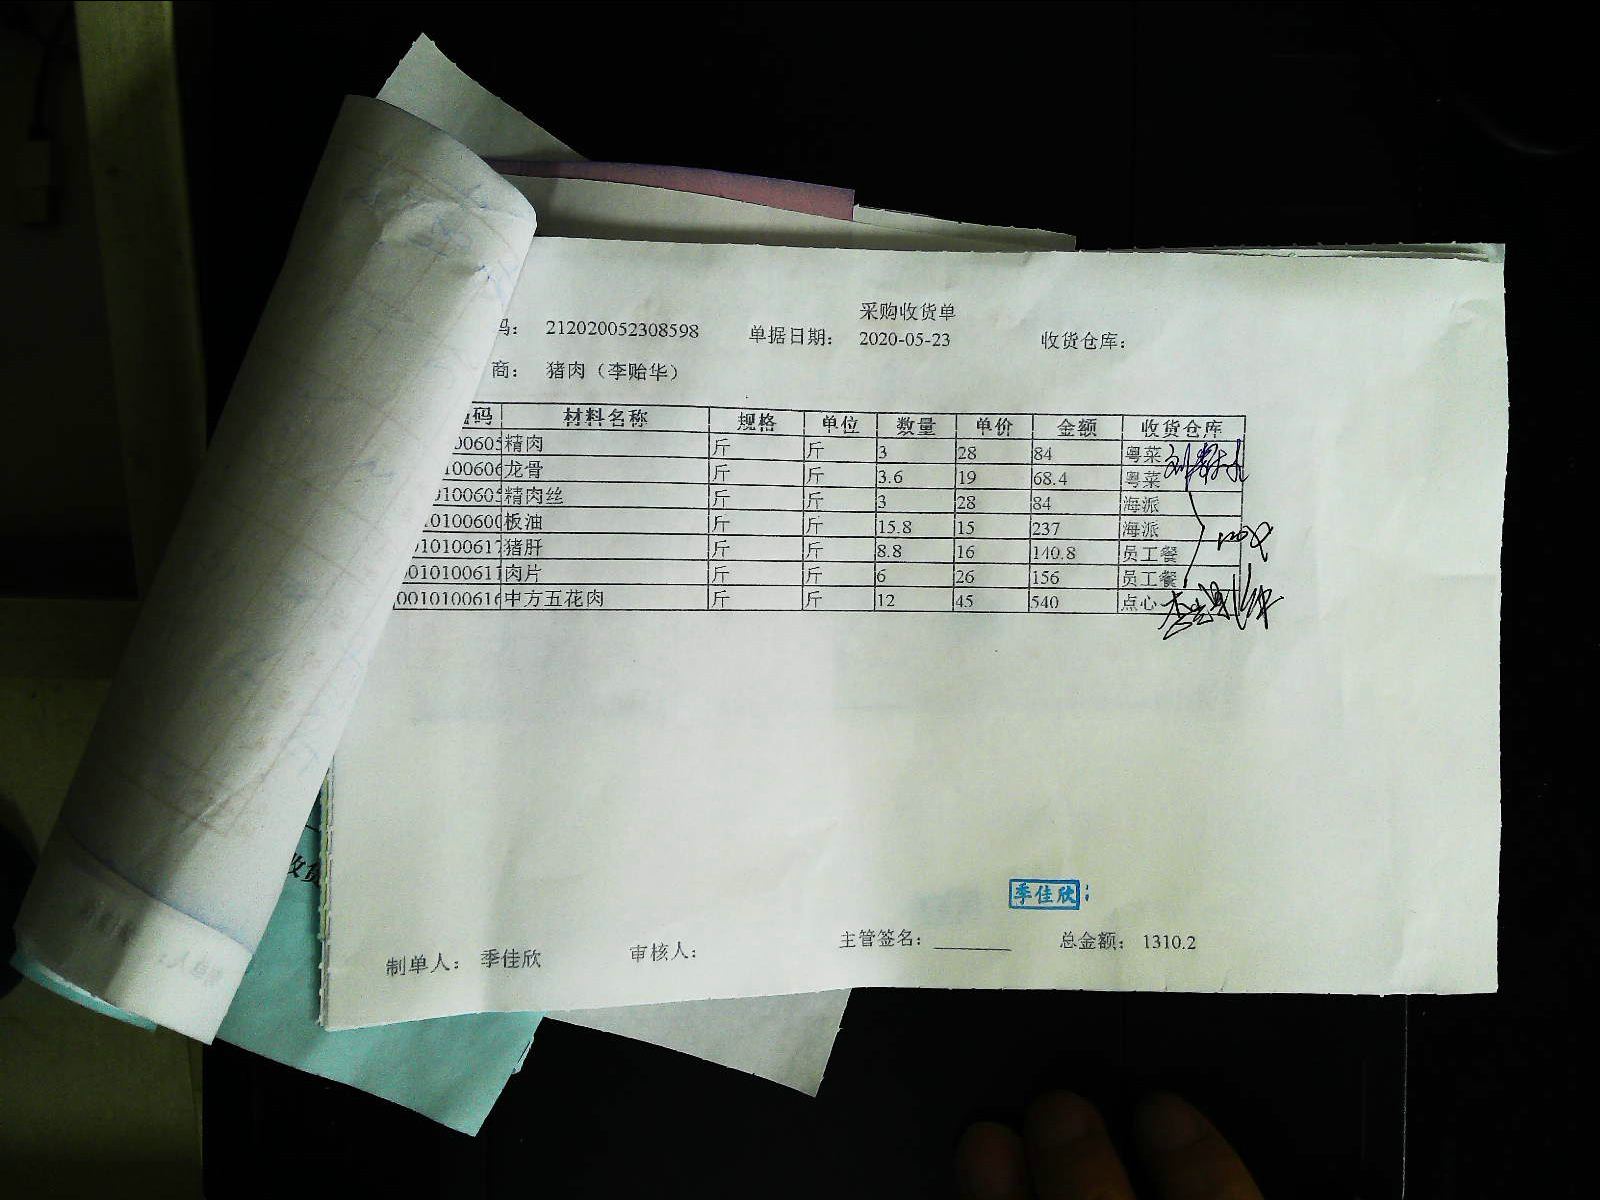 采购收货单
码： 212020052308598 单据日期： 2020-05-23 收货仓库：
商： 猪肉（李贻华）
码 材料名称 规格 单位 数量 单价 金额 收货仓库
00605 精肉 斤 斤 3 28 84 粤菜
100606 龙骨 斤 斤 3.6 19 68.4 粤菜
0100605 精肉丝 斤 斤 3 28 84 海派
010100600 板油 斤 斤 15.8 15 237 海派
010100617 猪肝 斤 斤 8.8 16 140.8 员工餐
0010100611 肉片 斤 斤 6 26 156 员工餐
0010100616 中方五花肉 斤 斤 12 45 540 点心
季佳欣
制单人： 季佳欣 审核人： 主管签名： 总金额： 1310.2
收货